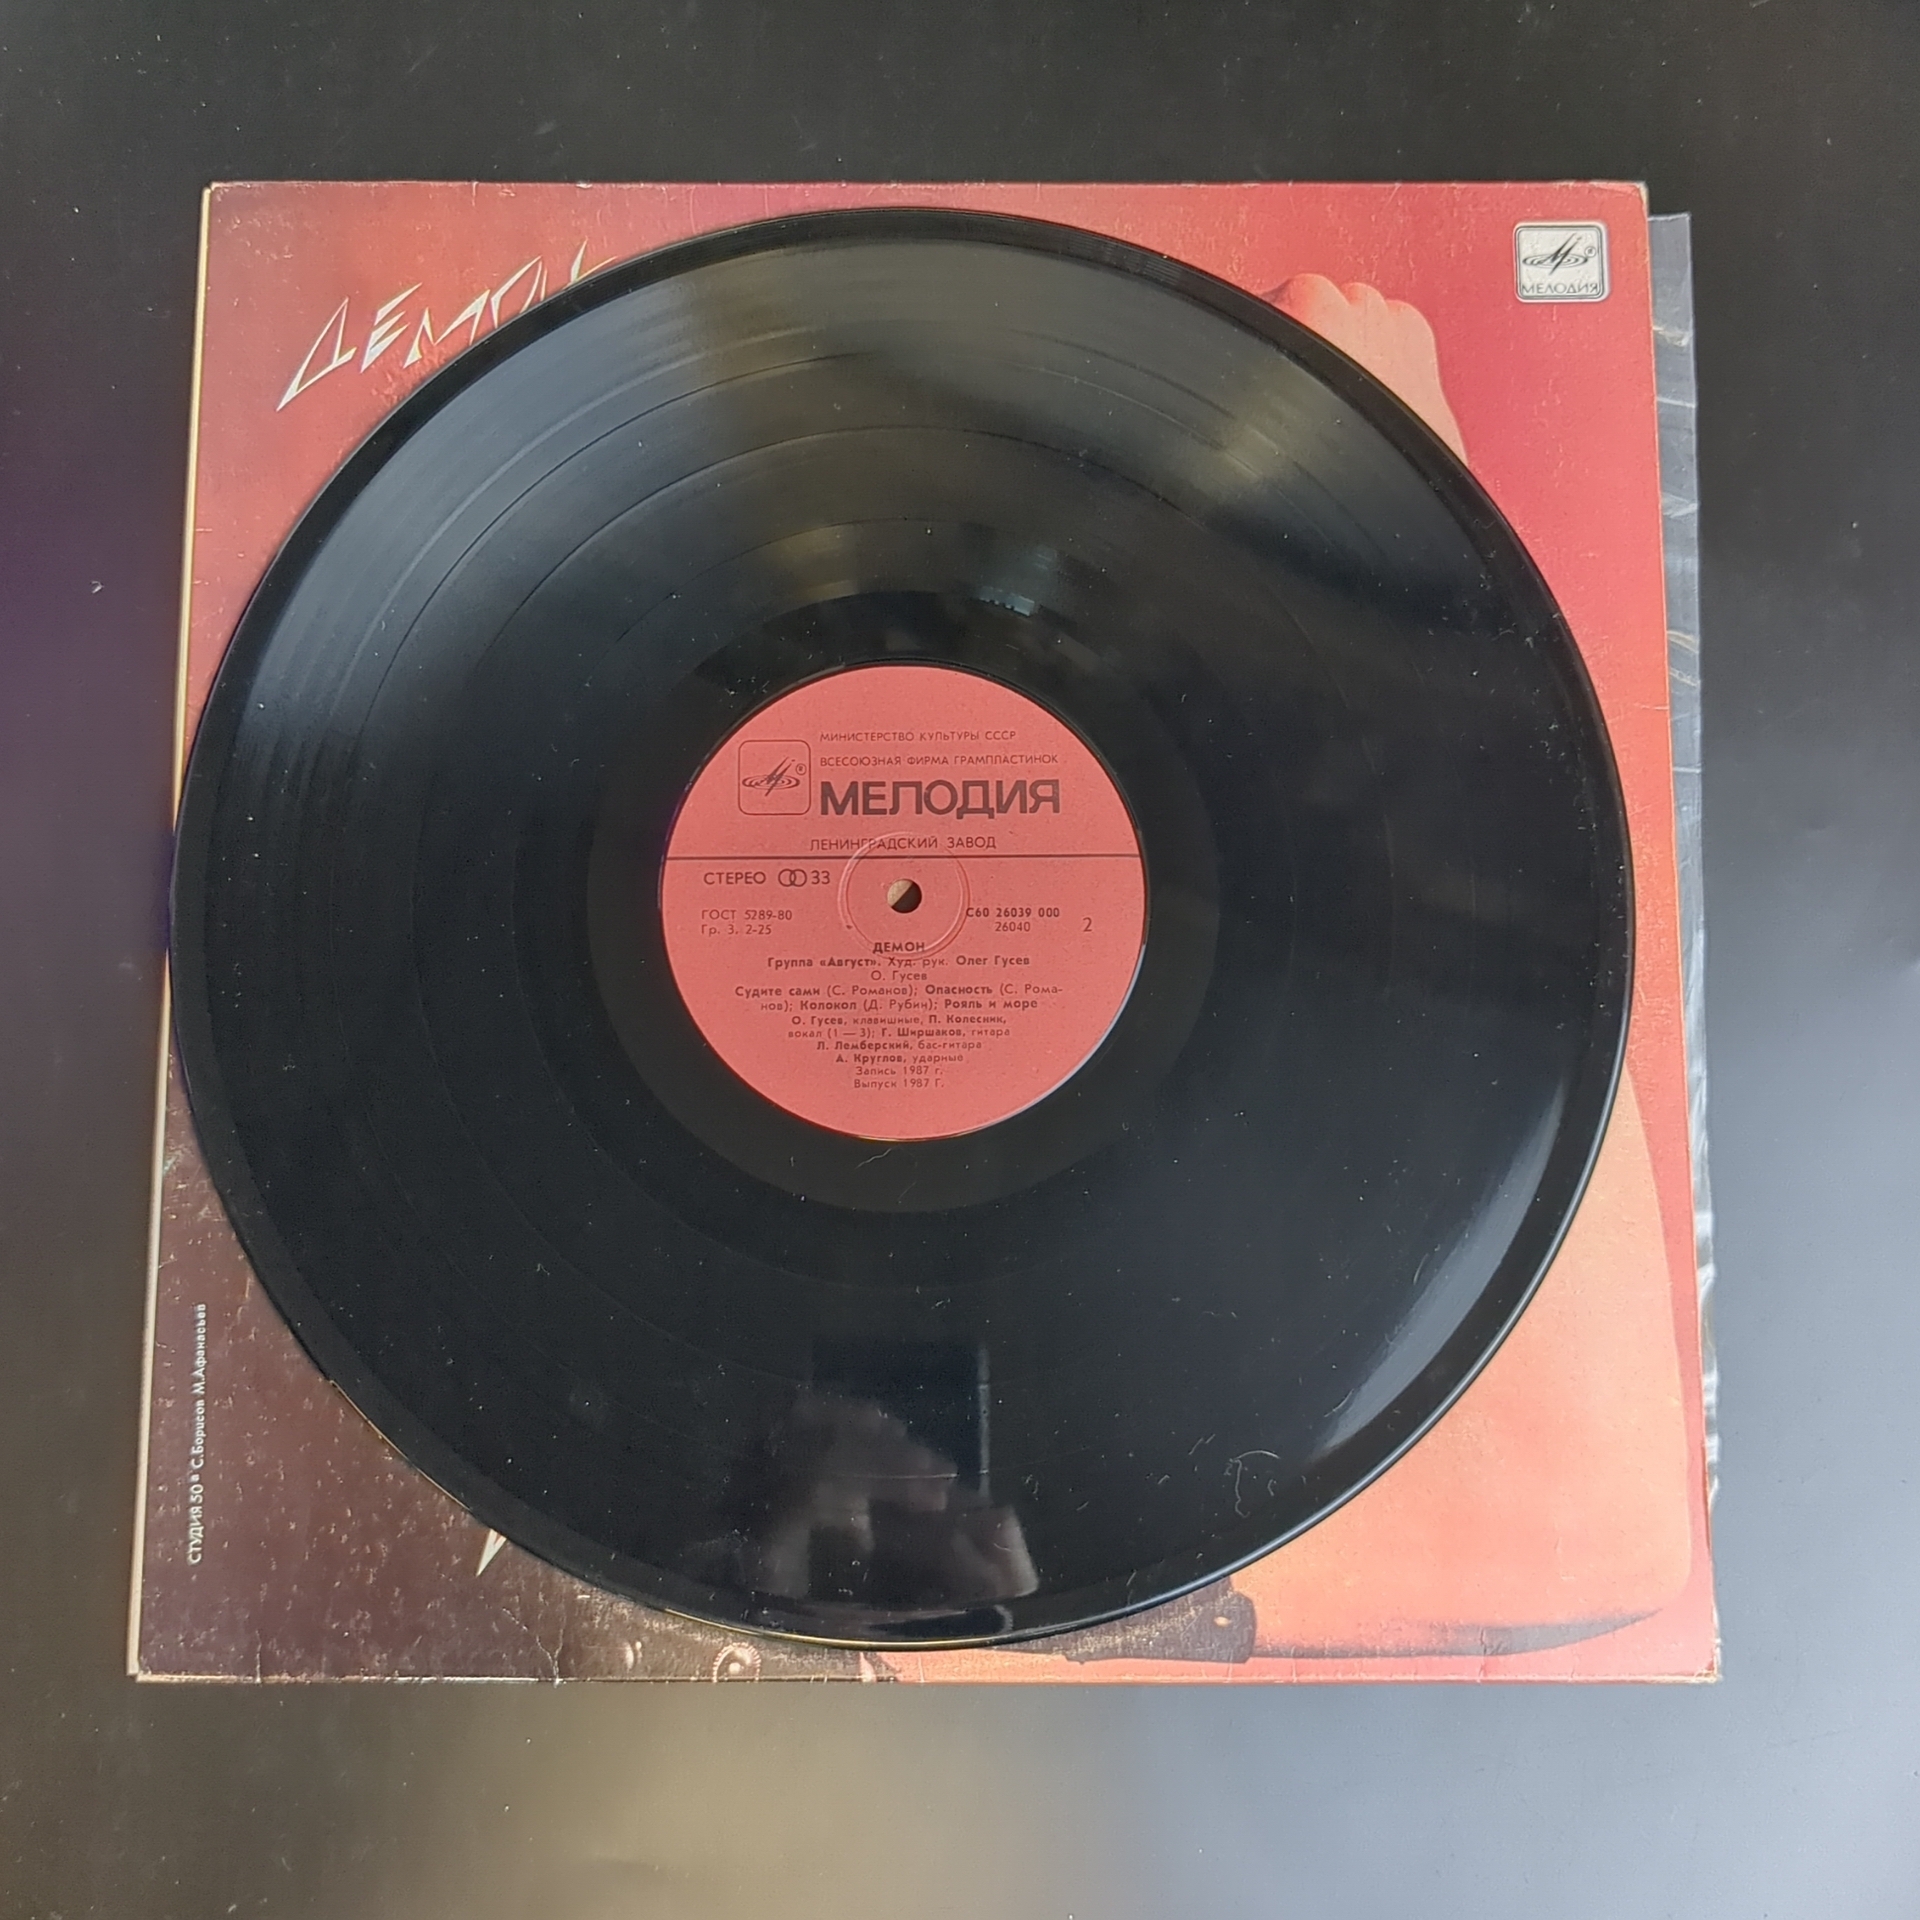 ДЕМОН
МЕЛОДИЯ
МИНИСТЕРСТВО КУЛЬТУРЫ СССР
ВСЕСОЮЗНАЯ ФИРМА ГРАМПЛАСТИНОК
МЕЛОДИЯ
ЛЕНИНГРАДСКИЙ ЗАВОД
СТЕРЕО 33
ГОСТ 5289-80
Гр. 3. 2-25
С60 26039 000
26040
2
ДЕМОН
Группа «Август». Худ. рук. Олег Гусев
О. Гусев
Судите сами (С. Романов); Опасность (С. Рома-
нов); Колокол (Д. Рубин); Рояль и море
О. Гусев, клавишные, П. Колесник,
вокал (1 — 3); Г. Ширшаков, гитара
Л. Лемберский, бас-гитара
А. Круглов, ударные
Запись 1987 г.
Выпуск 1987 Г.
СТУДИЯ 50 а С.Борисов М.Афанасьев